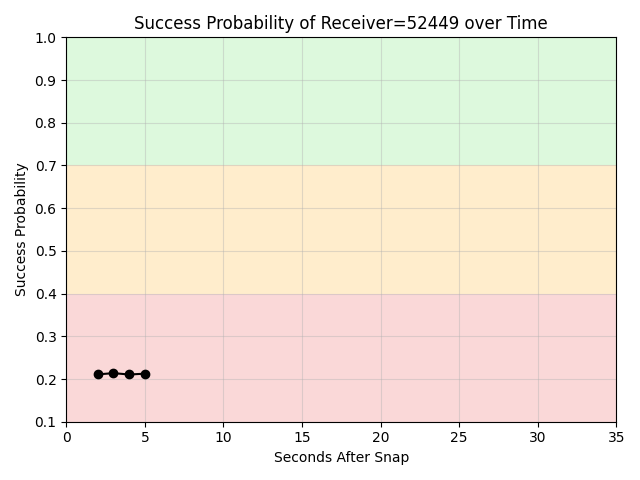 Success Probability of Receiver=52449 over Time
1.0
0.9
0.8
0.7
0.6
0.5
0.4
0.3
0.2
0.1
Success Probability
0 5 10 15 20 25 30 35
Seconds After Snap